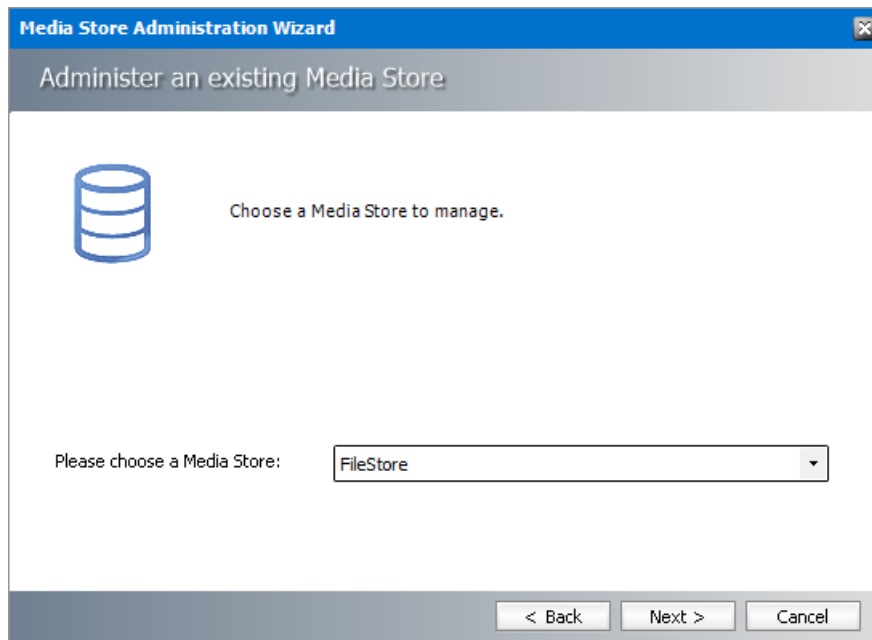 Media Store Administration Wizard
Administer an existing Media Store
Choose a Media Store to manage.
Please choose a Media Store: FileStore
< Back Next > Cancel